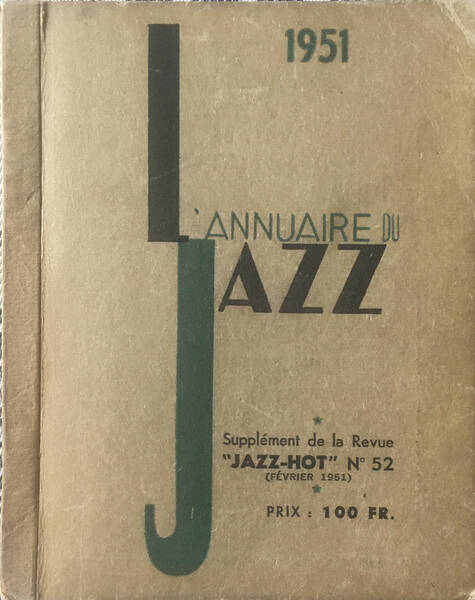 1951
L'ANNUAIRE DU
JAZZ
Supplément de la Revue
"JAZZ-HOT" N° 52
(FÉVRIER 1951)
PRIX : 100 FR.